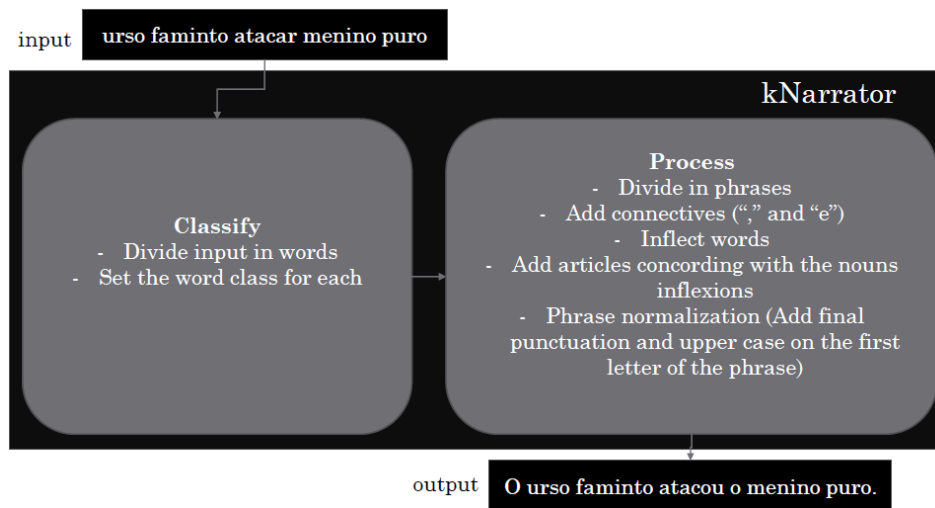 input
urso faminto atacar menino puro
kNarrator
Classify
- Divide input in words
- Set the word class for each
Process
- Divide in phrases
- Add connectives (“,” and “e”)
- Inflect words
- Add articles concording with the nouns
inflexions
- Phrase normalization (Add final
punctuation and upper case on the first
letter of the phrase)
output
O urso faminto atacou o menino puro.